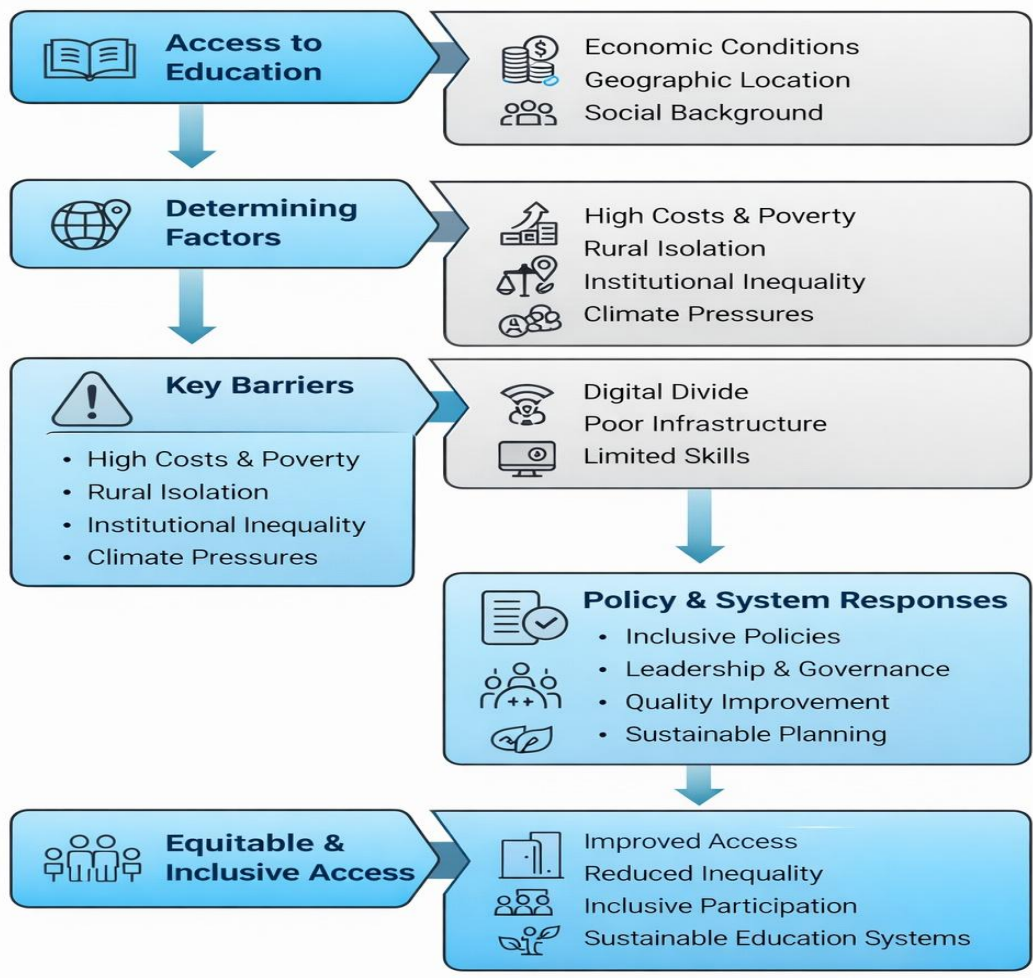 Access to
Education
Economic Conditions
Geographic Location
Social Background
Determining
Factors
High Costs & Poverty
Rural Isolation
Institutional Inequality
Climate Pressures
Key Barriers
• High Costs & Poverty
• Rural Isolation
• Institutional Inequality
• Climate Pressures
Digital Divide
Poor Infrastructure
Limited Skills
Policy & System Responses
• Inclusive Policies
• Leadership & Governance
• Quality Improvement
• Sustainable Planning
Equitable &
Inclusive Access
Improved Access
Reduced Inequality
Inclusive Participation
Sustainable Education Systems